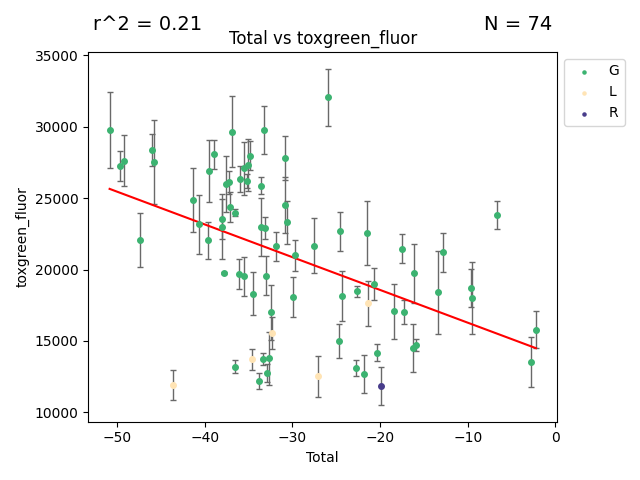 r^2 = 0.21
N = 74
Total vs toxgreen_fluor
35000
30000
25000
20000
15000
10000
toxgreen_fluor
−50
−40
−30
−20
−10
0
Total
G
L
R